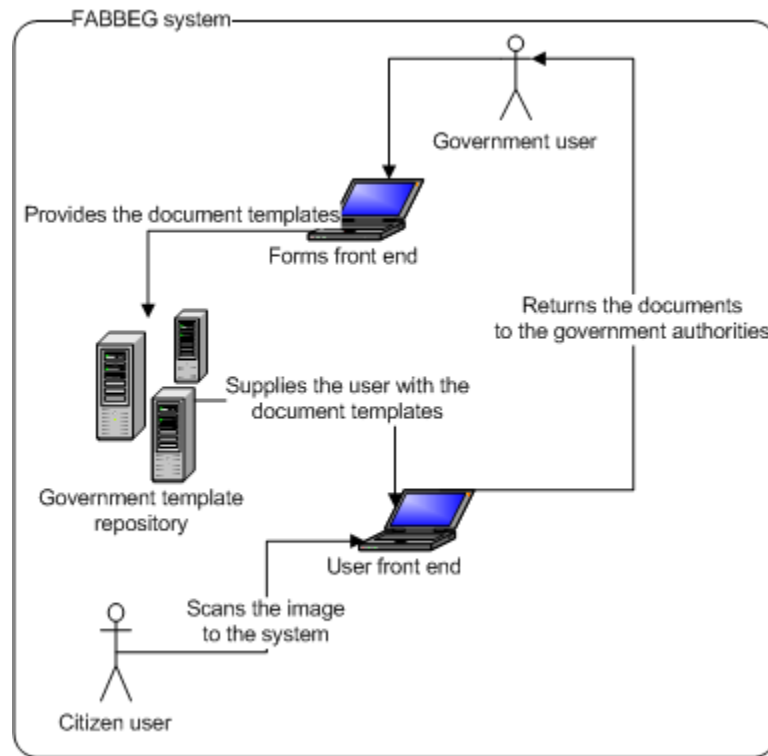 FABBEG system
Government user
Provides the document templates
Forms front end
Returns the documents
to the government authorities
Supplies the user with the
document templates
Government template
repository
User front end
Scans the image
to the system
Citizen user